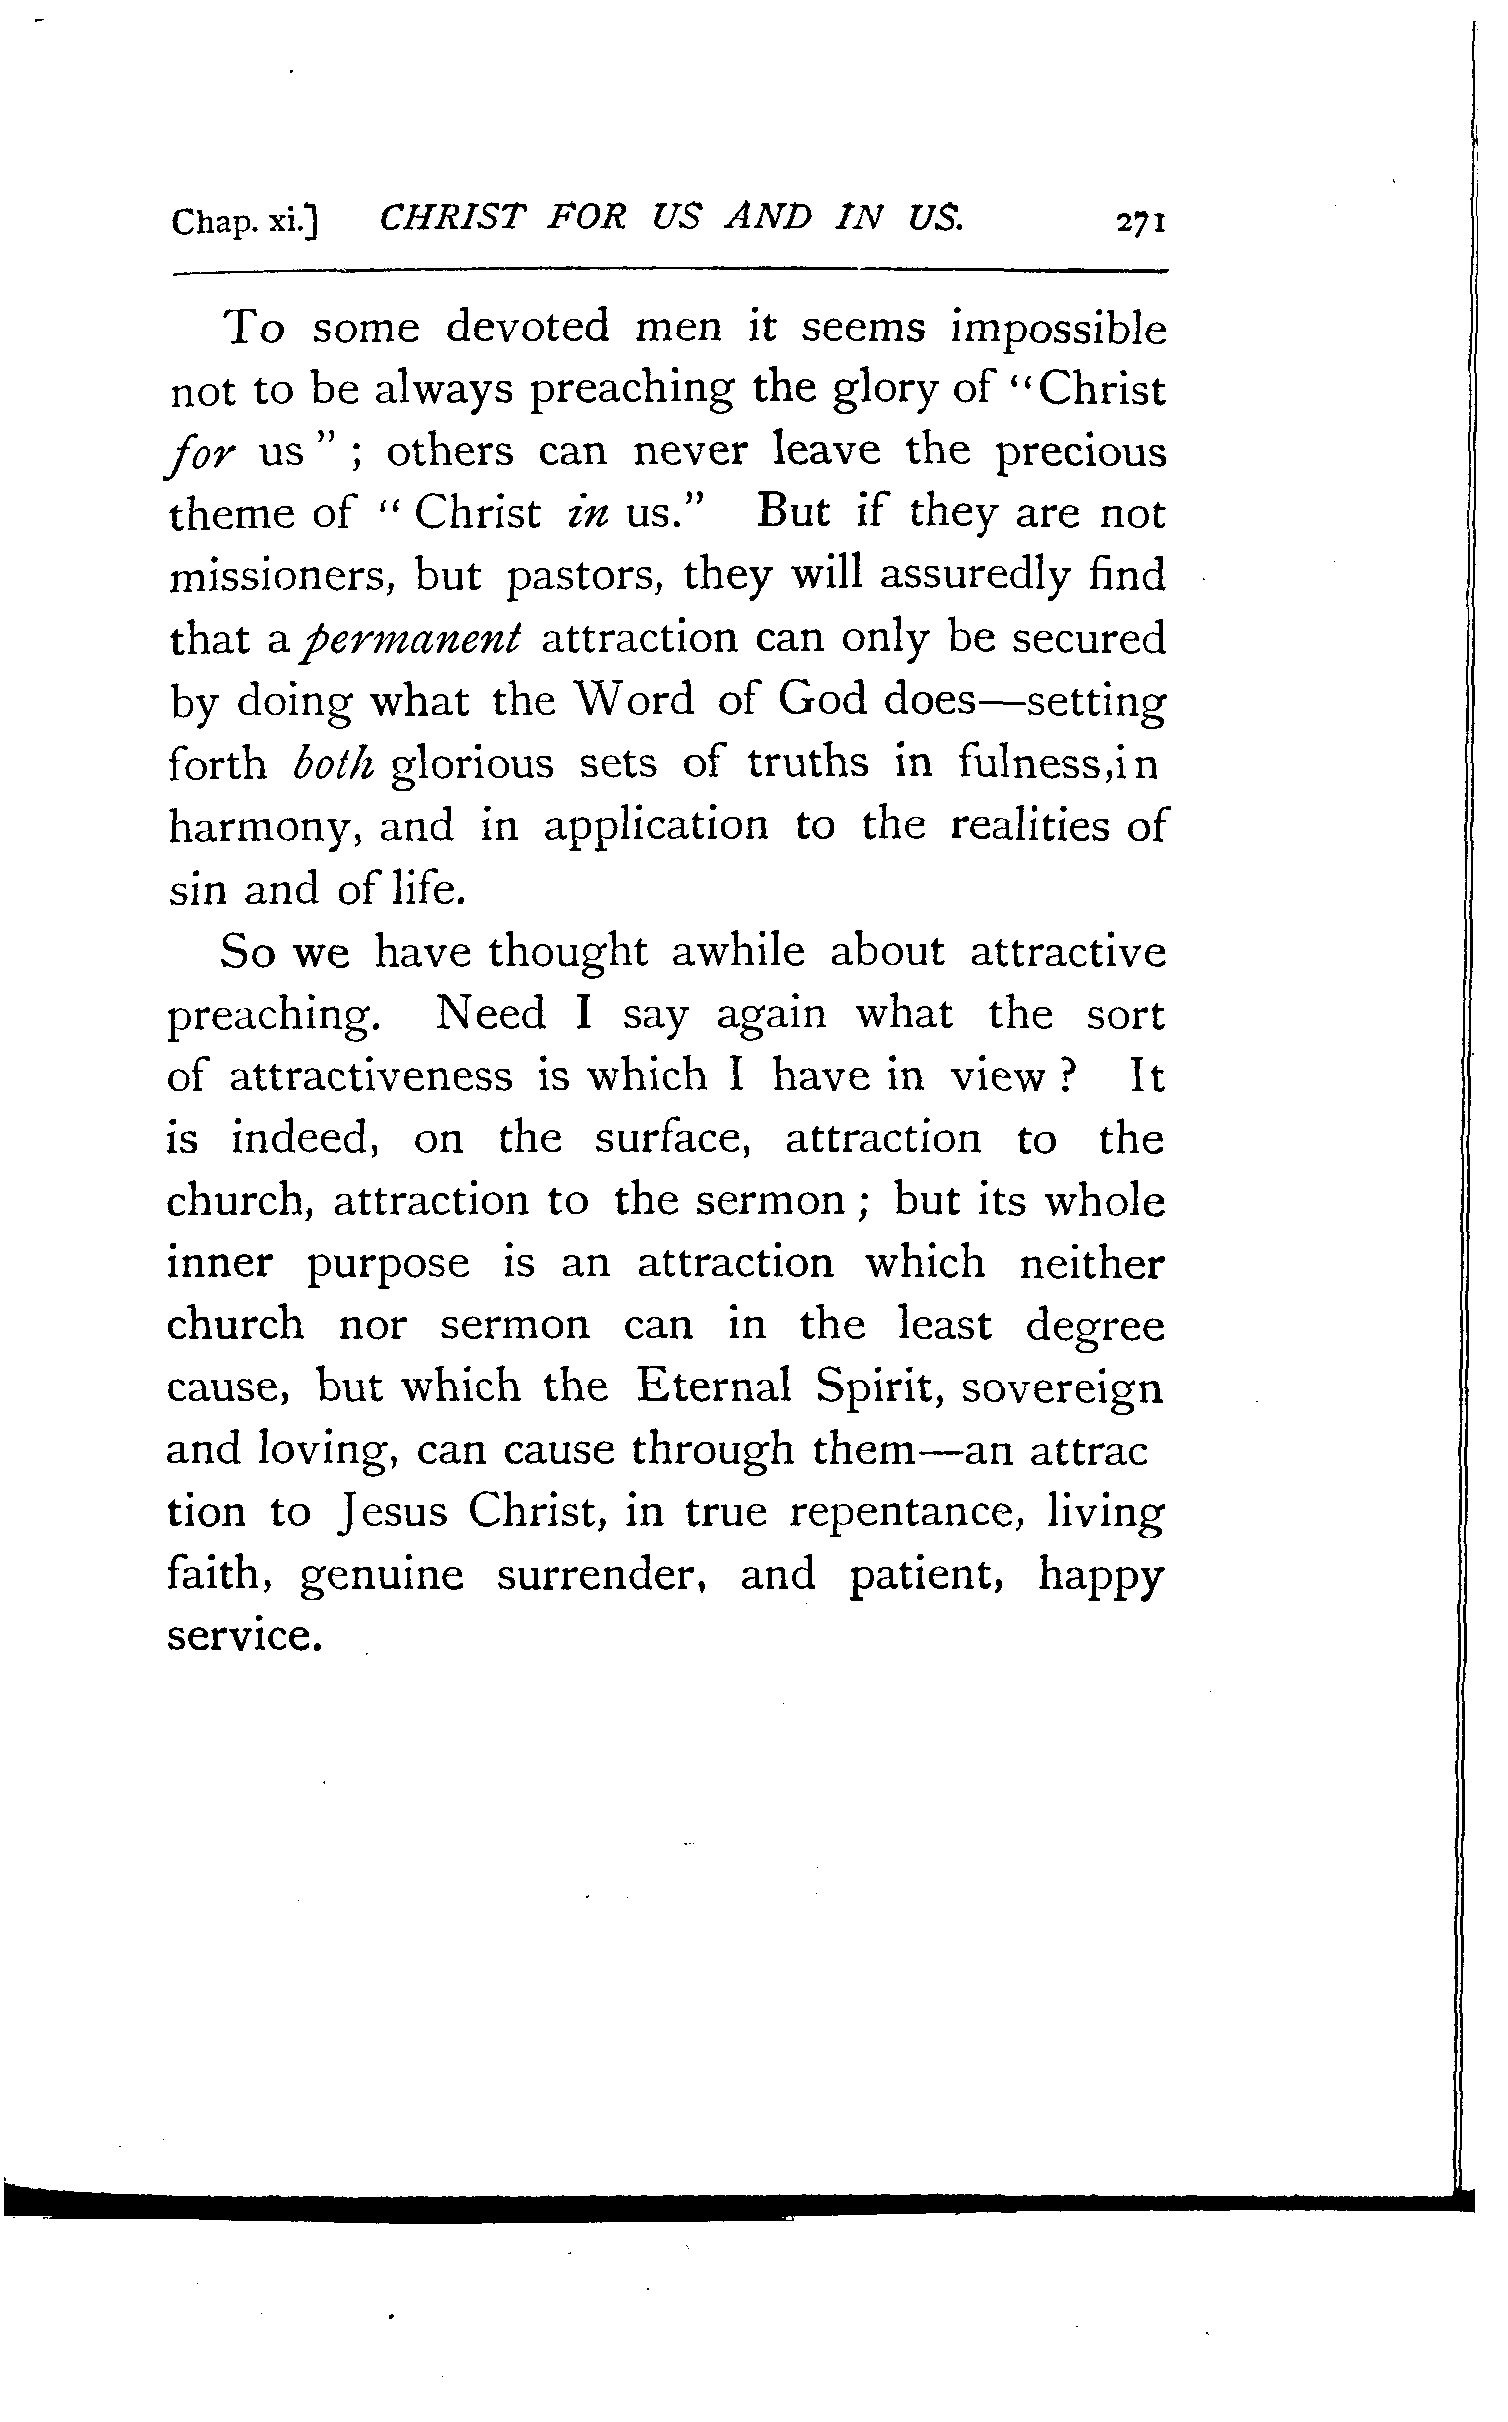 Chap. xi.] CHRIST FOR US AND IN US. 271
To some devoted men it seems impossible
not to be always preaching the glory of "Christ
for us" ; others can never leave the precious
theme of "Christ in us." But if they are not
missioners, but pastors, they will assuredly find
that a permanent attraction can only be secured
by doing what the Word of God does—setting
forth both glorious sets of truths in fulness,in
harmony, and in application to the realities of
sin and of life.
So we have thought awhile about attractive
preaching. Need I say again what the sort
of attractiveness is which I have in view ? It
is indeed, on the surface, attraction to the
church, attraction to the sermon ; but its whole
inner purpose is an attraction which neither
church nor sermon can in the least degree
cause, but which the Eternal Spirit, sovereign
and loving, can cause through them—an attrac
tion to Jesus Christ, in true repentance, living
faith, genuine surrender, and patient, happy
service.